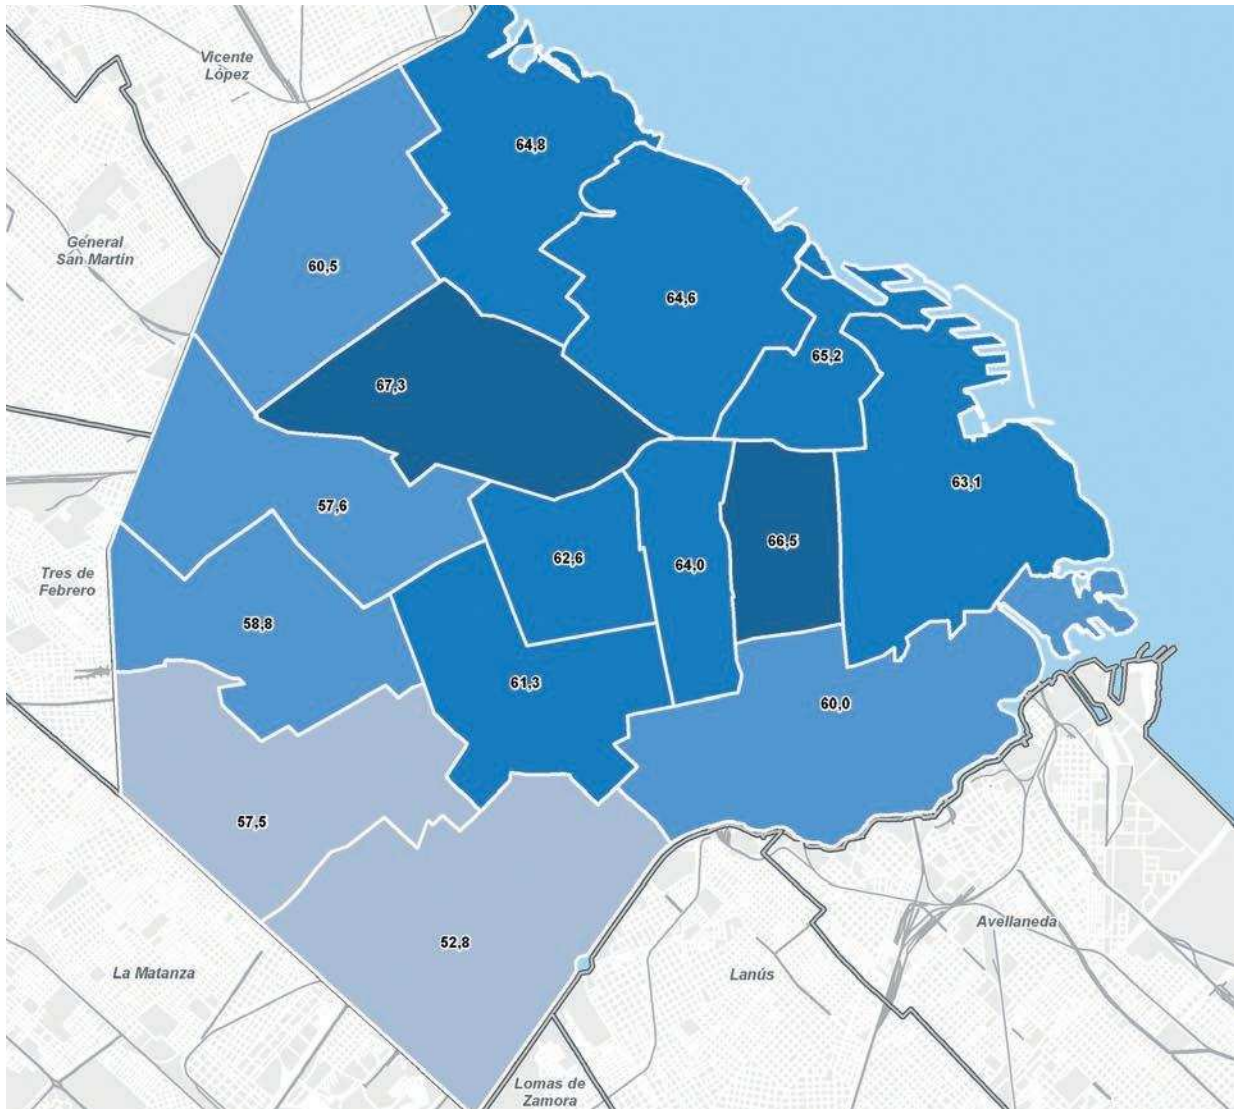 Vicente
López
64,8
General
San Martín
60,5
64,6
65,2
67,3
63,1
57,6
66,5
62,6
64,0
Tres de
Febrero
58,8
61,3
60,0
57,5
Avellaneda
52,8
La Matanza
Lanús
Lomas de
Zamora